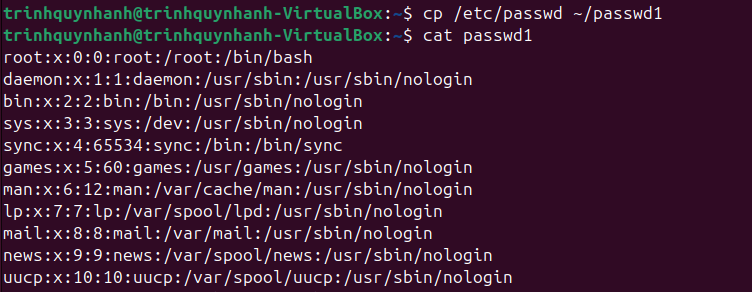 trinhquynhanh@trinhquynhanh-VirtualBox:~$ cp /etc/passwd ~/passwd1
trinhquynhanh@trinhquynhanh-VirtualBox:~$ cat passwd1
root:x:0:0:root:/root:/bin/bash
daemon:x:1:1:daemon:/usr/sbin:/usr/sbin/nologin
bin:x:2:2:bin:/bin:/usr/sbin/nologin
sys:x:3:3:sys:/dev:/usr/sbin/nologin
sync:x:4:65534:sync:/bin:/bin/sync
games:x:5:60:games:/usr/games:/usr/sbin/nologin
man:x:6:12:man:/var/cache/man:/usr/sbin/nologin
lp:x:7:7:lp:/var/spool/lpd:/usr/sbin/nologin
mail:x:8:8:mail:/var/mail:/usr/sbin/nologin
news:x:9:9:news:/var/spool/news:/usr/sbin/nologin
uucp:x:10:10:uucp:/var/spool/uucp:/usr/sbin/nologin